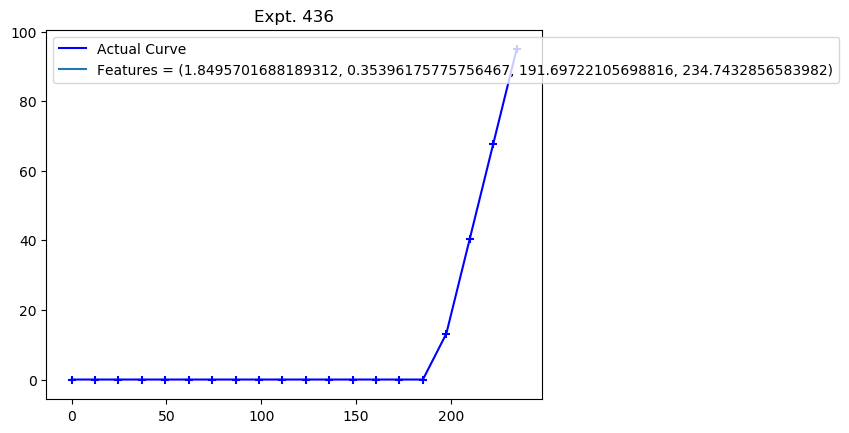 Expt. 436
Actual Curve
Features = (1.8495701688189312, 0.35396175775756467, 191.69722105698816, 234.7432856583982)
100
80
60
40
20
0
0 50 100 150 200